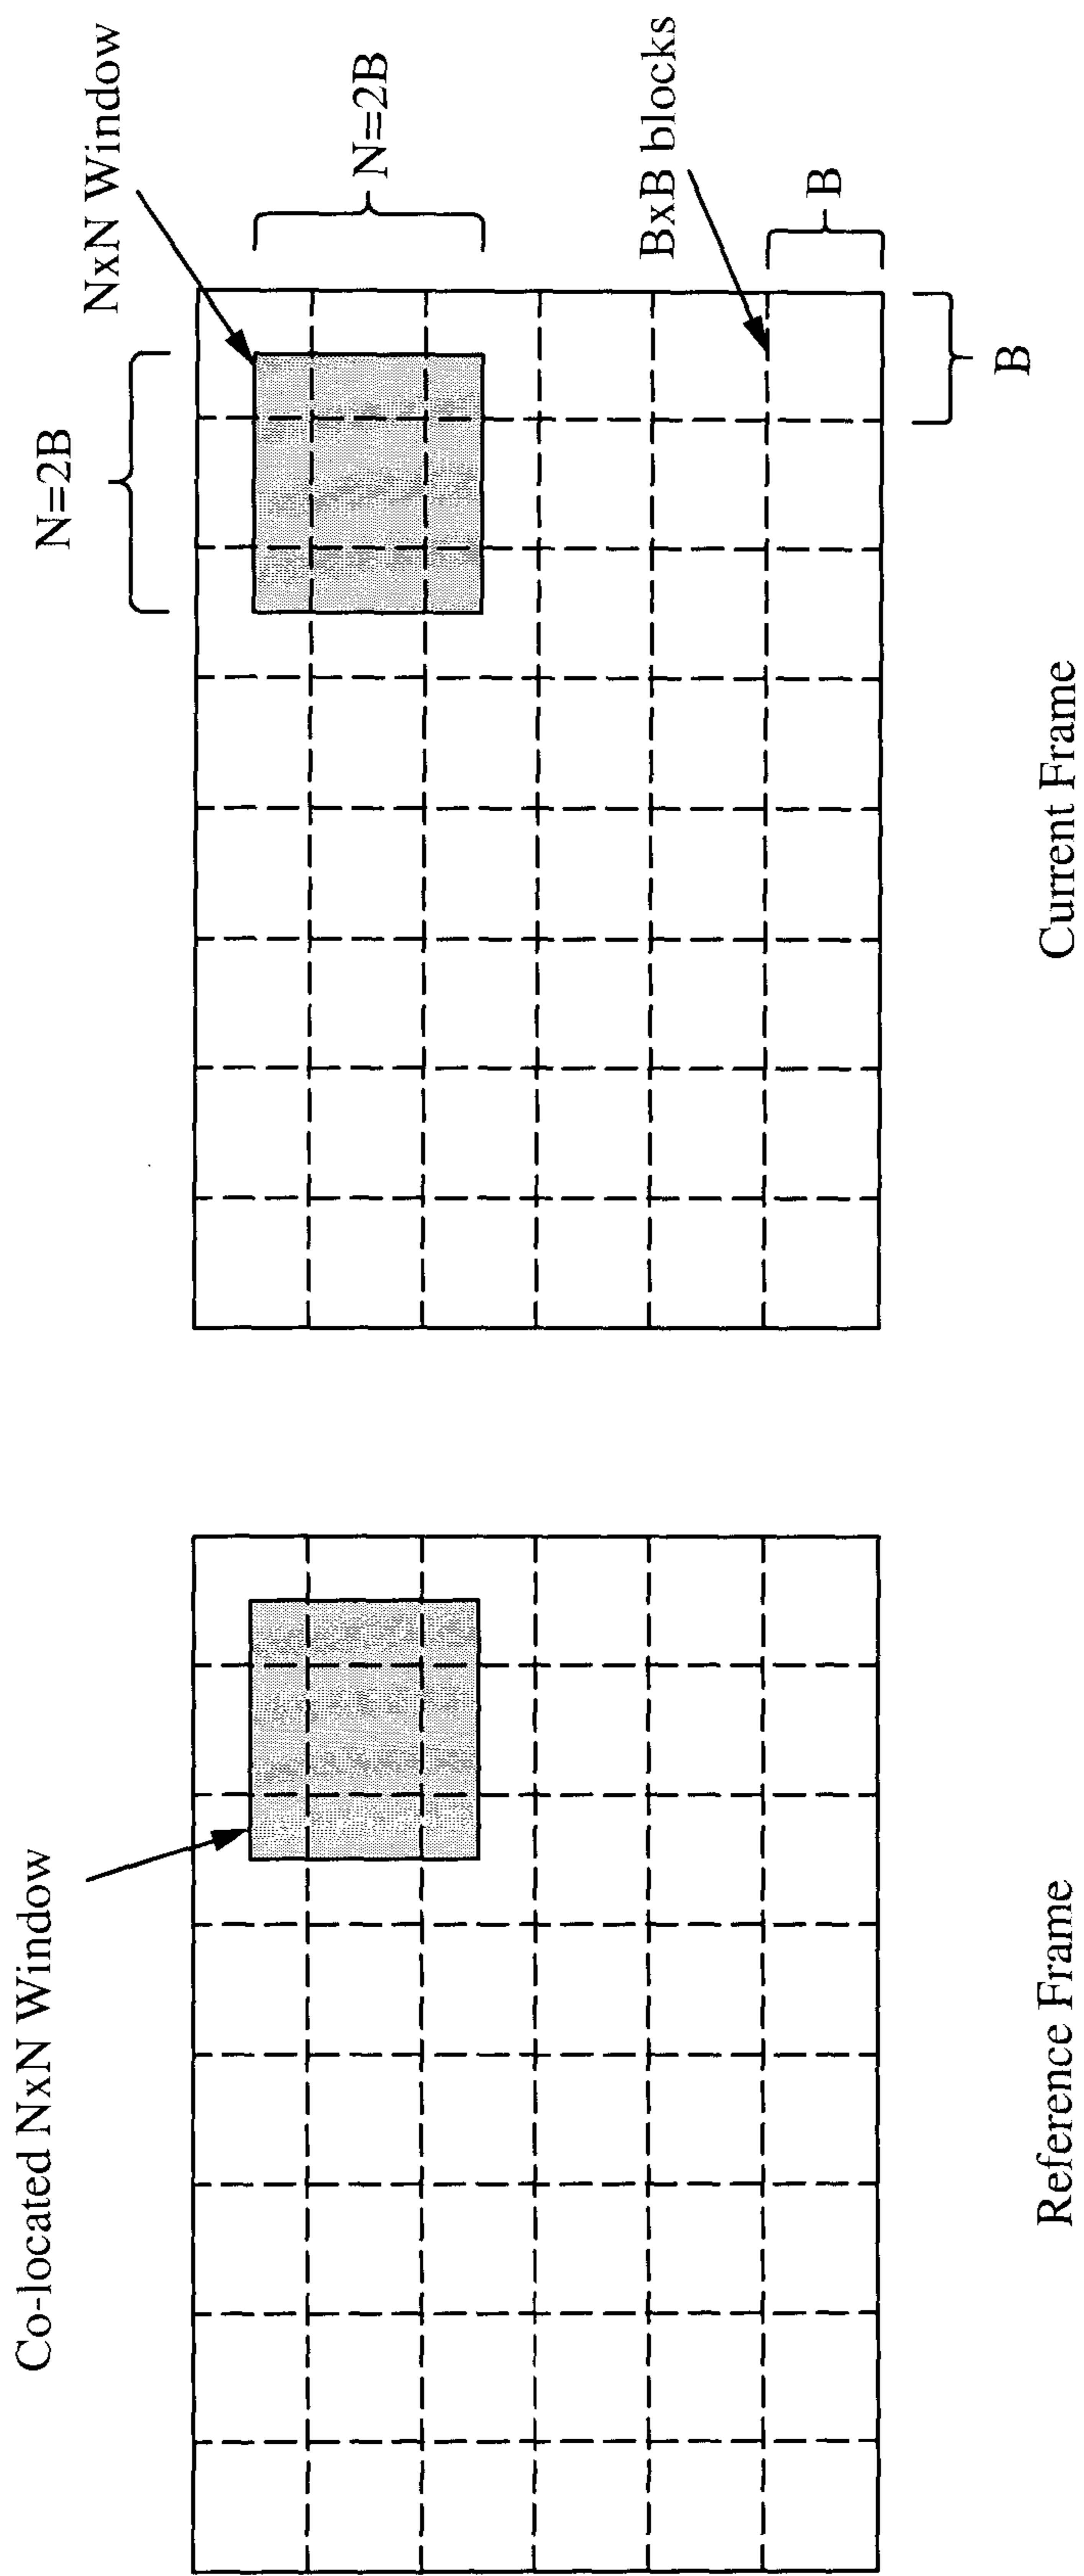 Co-located NxN Window
Reference Frame
N=2B
NxN Window
N=2B
BxB blocks
B
B
Current Frame